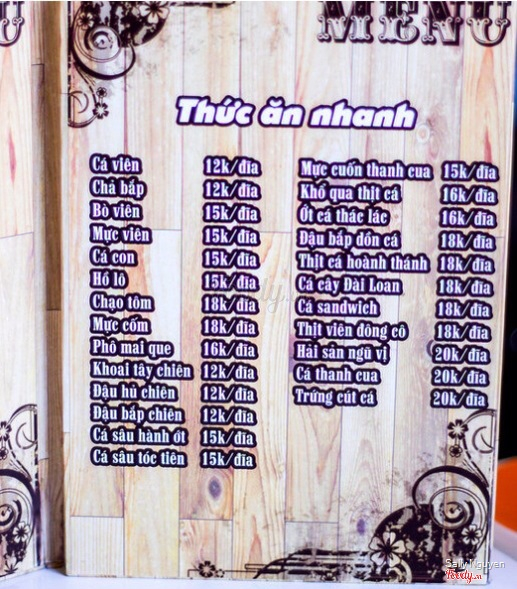 MENU
Thức ăn nhanh
Cá viên 12k/đĩa
Chả bắp 12k/đĩa
Bò viên 15k/đĩa
Mực viên 15k/đĩa
Cá con 15k/đĩa
Hồ lô 15k/đĩa
Chạo tôm 18k/đĩa
Mực cốm 18k/đĩa
Phô mai que 16k/đĩa
Khoai tây chiên 12k/đĩa
Đậu hủ chiên 12k/đĩa
Đậu bắp chiên 12k/đĩa
Cá sâu hành ớt 15k/đĩa
Cá sâu tóc tiên 15k/đĩa
Mực cuốn thanh cua 15k/đĩa
Khổ qua thịt cá 16k/đĩa
Ớt cá thác lác 16k/đĩa
Đậu bắp dồn cá 18k/đĩa
Thịt cá hoành thánh 18k/đĩa
Cá cây Đài Loan 18k/đĩa
Cá sandwich 18k/đĩa
Thịt viên đông cô 18k/đĩa
Hải sản ngũ vị 20k/đĩa
Cá thanh cua 20k/đĩa
Trứng cút cá 20k/đĩa
Sally Nguyen
Foody.vn